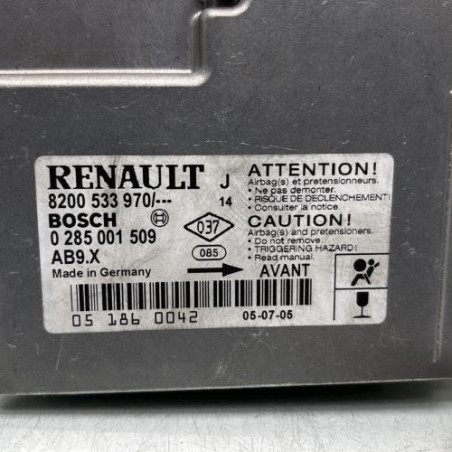 RENAULT J
8200 533 970/--- 14
BOSCH
0 285 001 509
AB9.X
Made in Germany
037
085
AVANT
ATTENTION!
Airbag(s) et pretensionneurs.
• Ne pas demonter.
• RISQUE DE DECLENCHEMENT!
• Consulter la notice.
CAUTION!
Airbag(s) and pretensioners.
• Do not remove.
• TRIGGERING HAZARD!
• Read manual.
05 186 0042
05-07-05